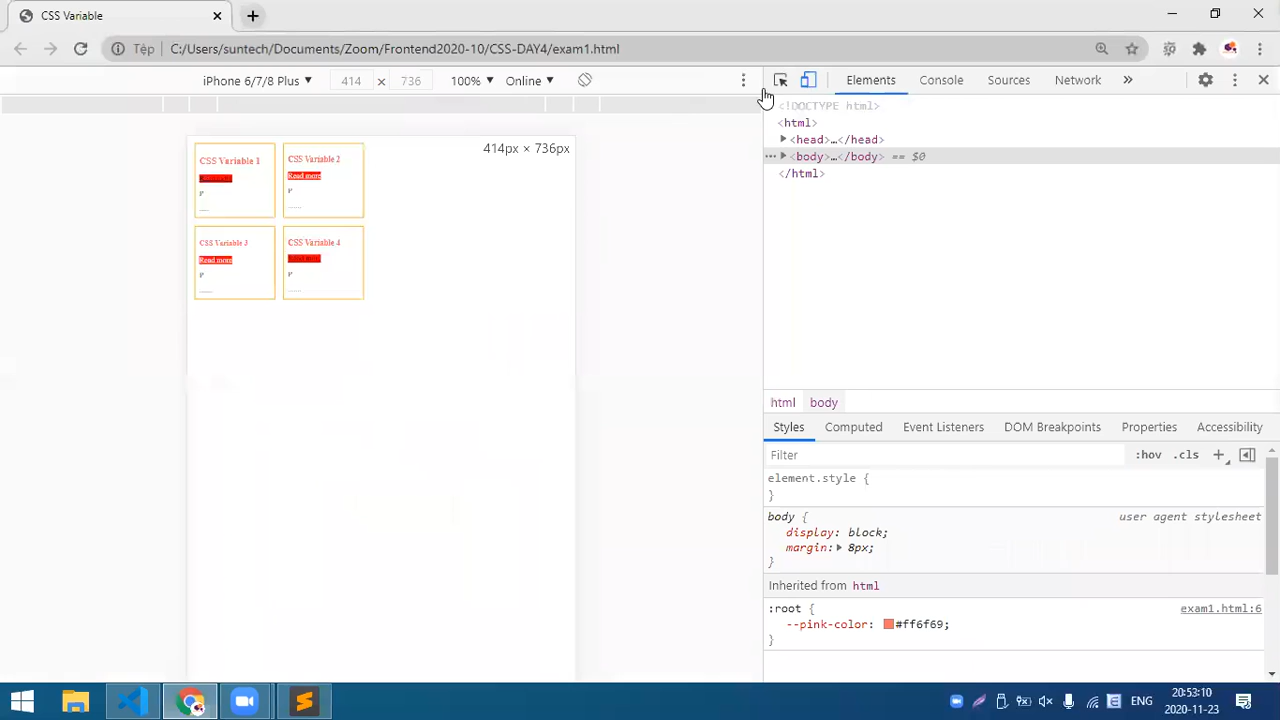 CSS Variable
Tệp C:/Users/suntech/Documents/Zoom/Frontend2020-10/CSS-DAY4/exam1.html
iPhone 6/7/8 Plus 414 × 736 100% Online
Elements Console Sources Network »
414px × 736px
CSS Variable 1
CSS Variable 2
Read more
P
P
......
CSS Variable 3
CSS Variable 4
Read more
Read more
P
P
......
<!DOCTYPE html>
<html>
<head>…</head>
… <body>…</body> == $0
</html>
html body
Styles Computed Event Listeners DOM Breakpoints Properties Accessibility
Filter :hov .cls +
element.style {
}
body { user agent stylesheet
display: block;
margin: 8px;
}
Inherited from html
:root { exam1.html:6
--pink-color: #ff6f69;
}
ENG
20:53:10
2020-11-23